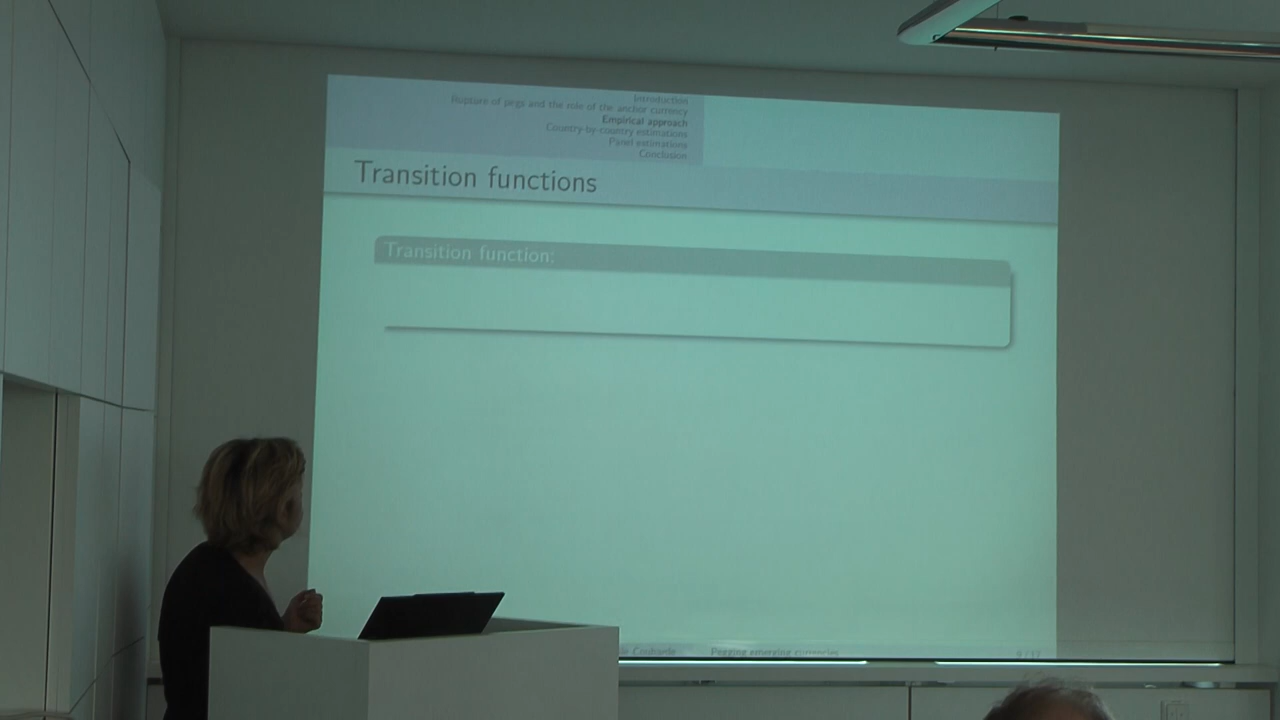 Introduction
Rupture of pegs and the role of the anchor currency
Empirical approach
Country-by-country estimations
Panel estimations
Conclusion
Transition functions
Transition function:
Couharde Pegging emerging currencies